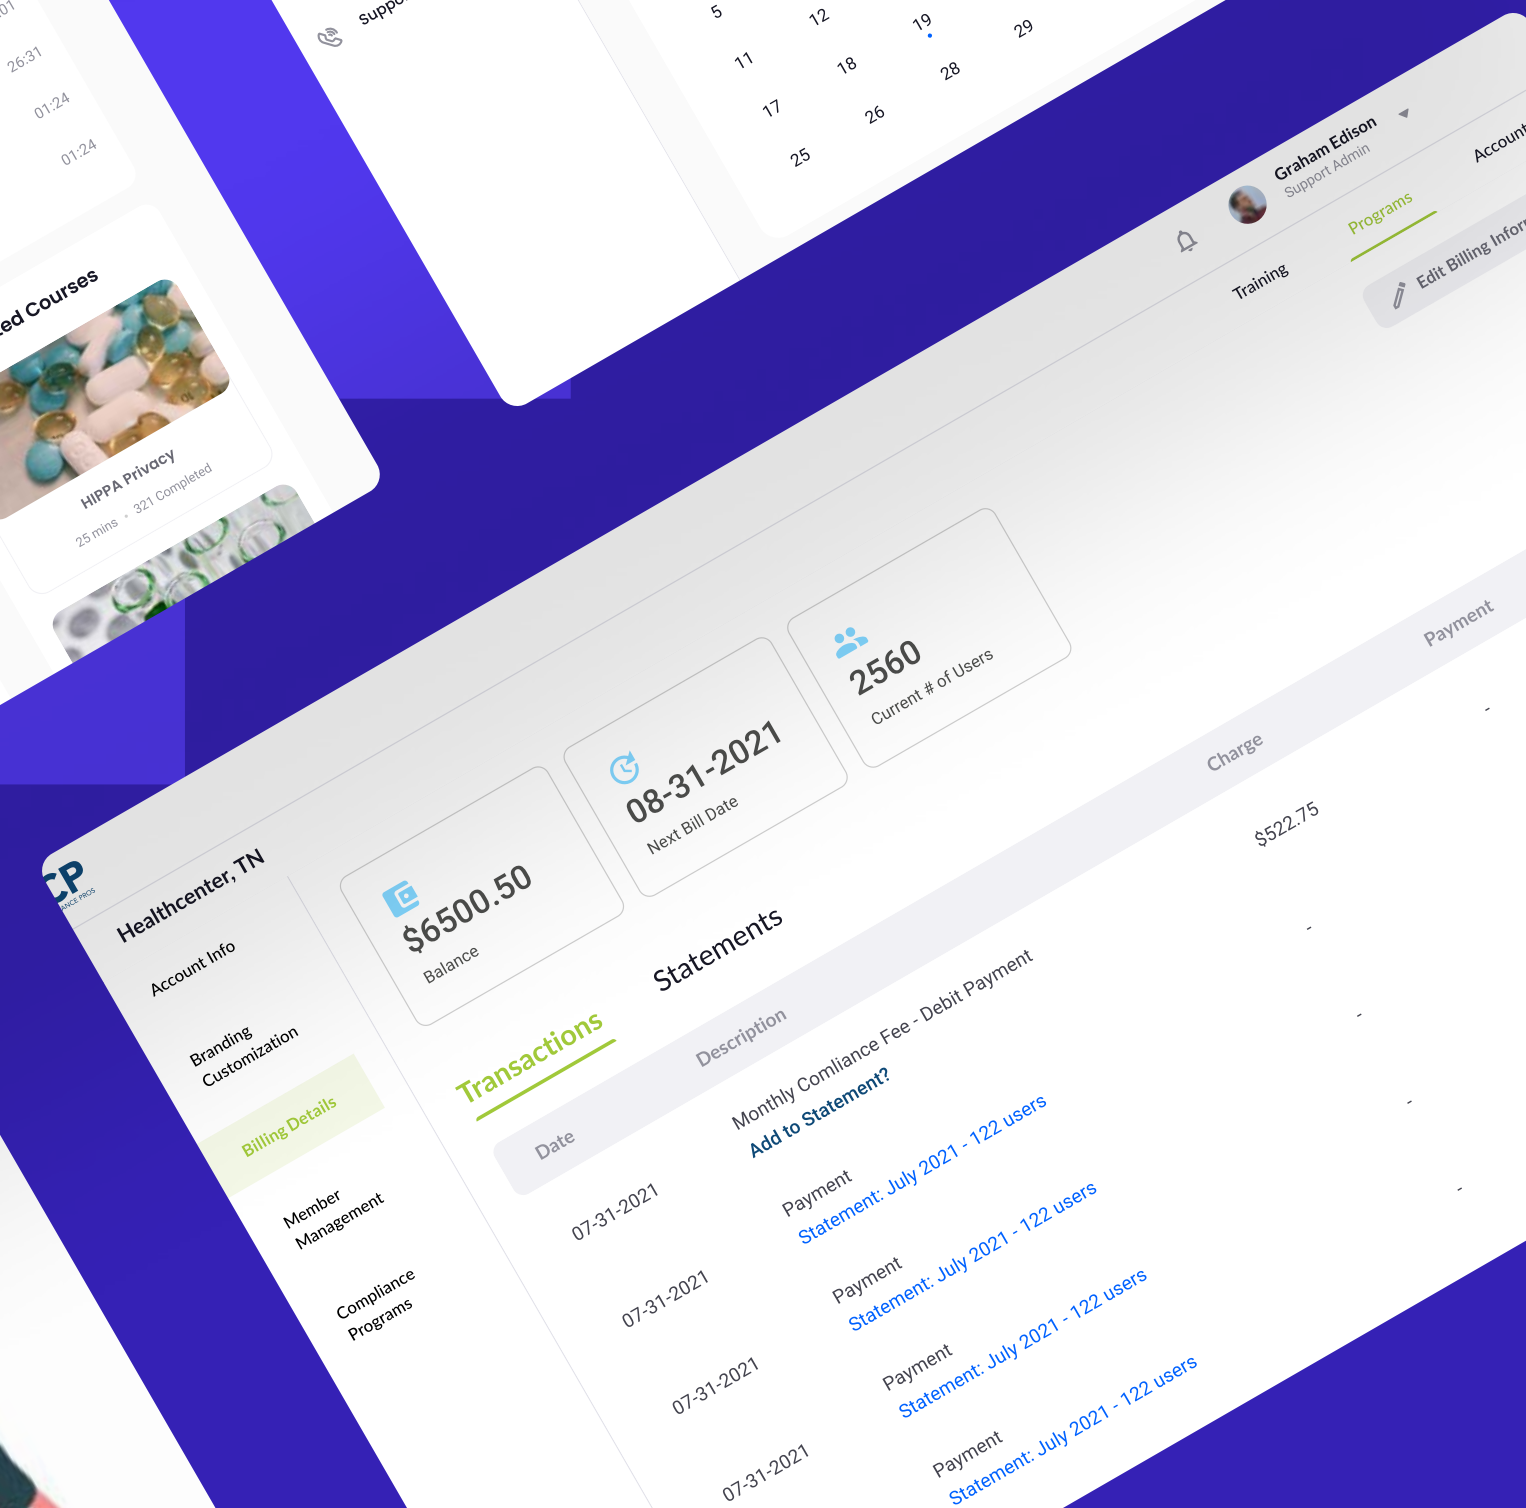 26:31
01:24
01:24
ed Courses
HIPPA Privacy
25 mins • 321 Completed
5 12 19
11 18 29
17 26 28
25
Graham Edison
Support Admin
Training
Programs
Account
Edit Billing
CP
Healthcenter, TN
Account Info
Branding
Customization
Billing Details
Member
Management
Compliance
Programs
$6500.50
Balance
08-31-2021
Next Bill Date
2560
Current # of Users
Transactions
Statements
Date Description Charge Payment
07-31-2021
Monthly Comliance Fee - Debit Payment
Add to Statement?
$522.75
-
07-31-2021
Payment
Statement: July 2021 - 122 users
-
07-31-2021
Payment
Statement: July 2021 - 122 users
-
07-31-2021
Payment
Statement: July 2021 - 122 users
-
Payment
Statement: July 2021 - 122 users
-